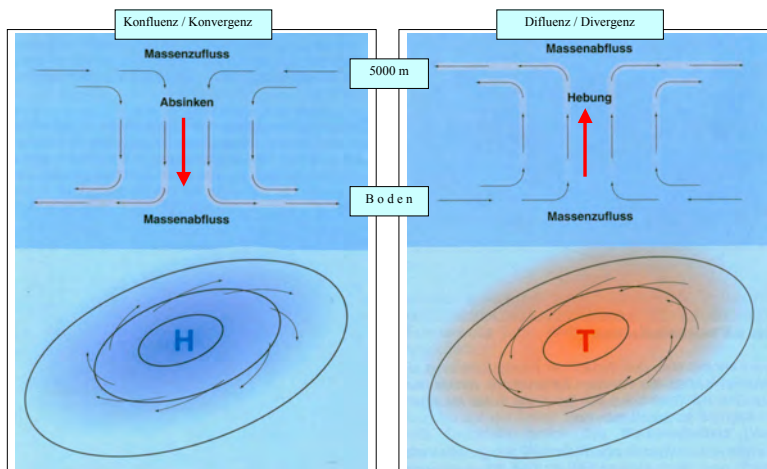 Konfluenz / Konvergenz
Massenzufluss
Absinken
Massenabfluss
H
5000 m
B o d e n
Difluenz / Divergenz
Massenabfluss
Hebung
Massenzufluss
T